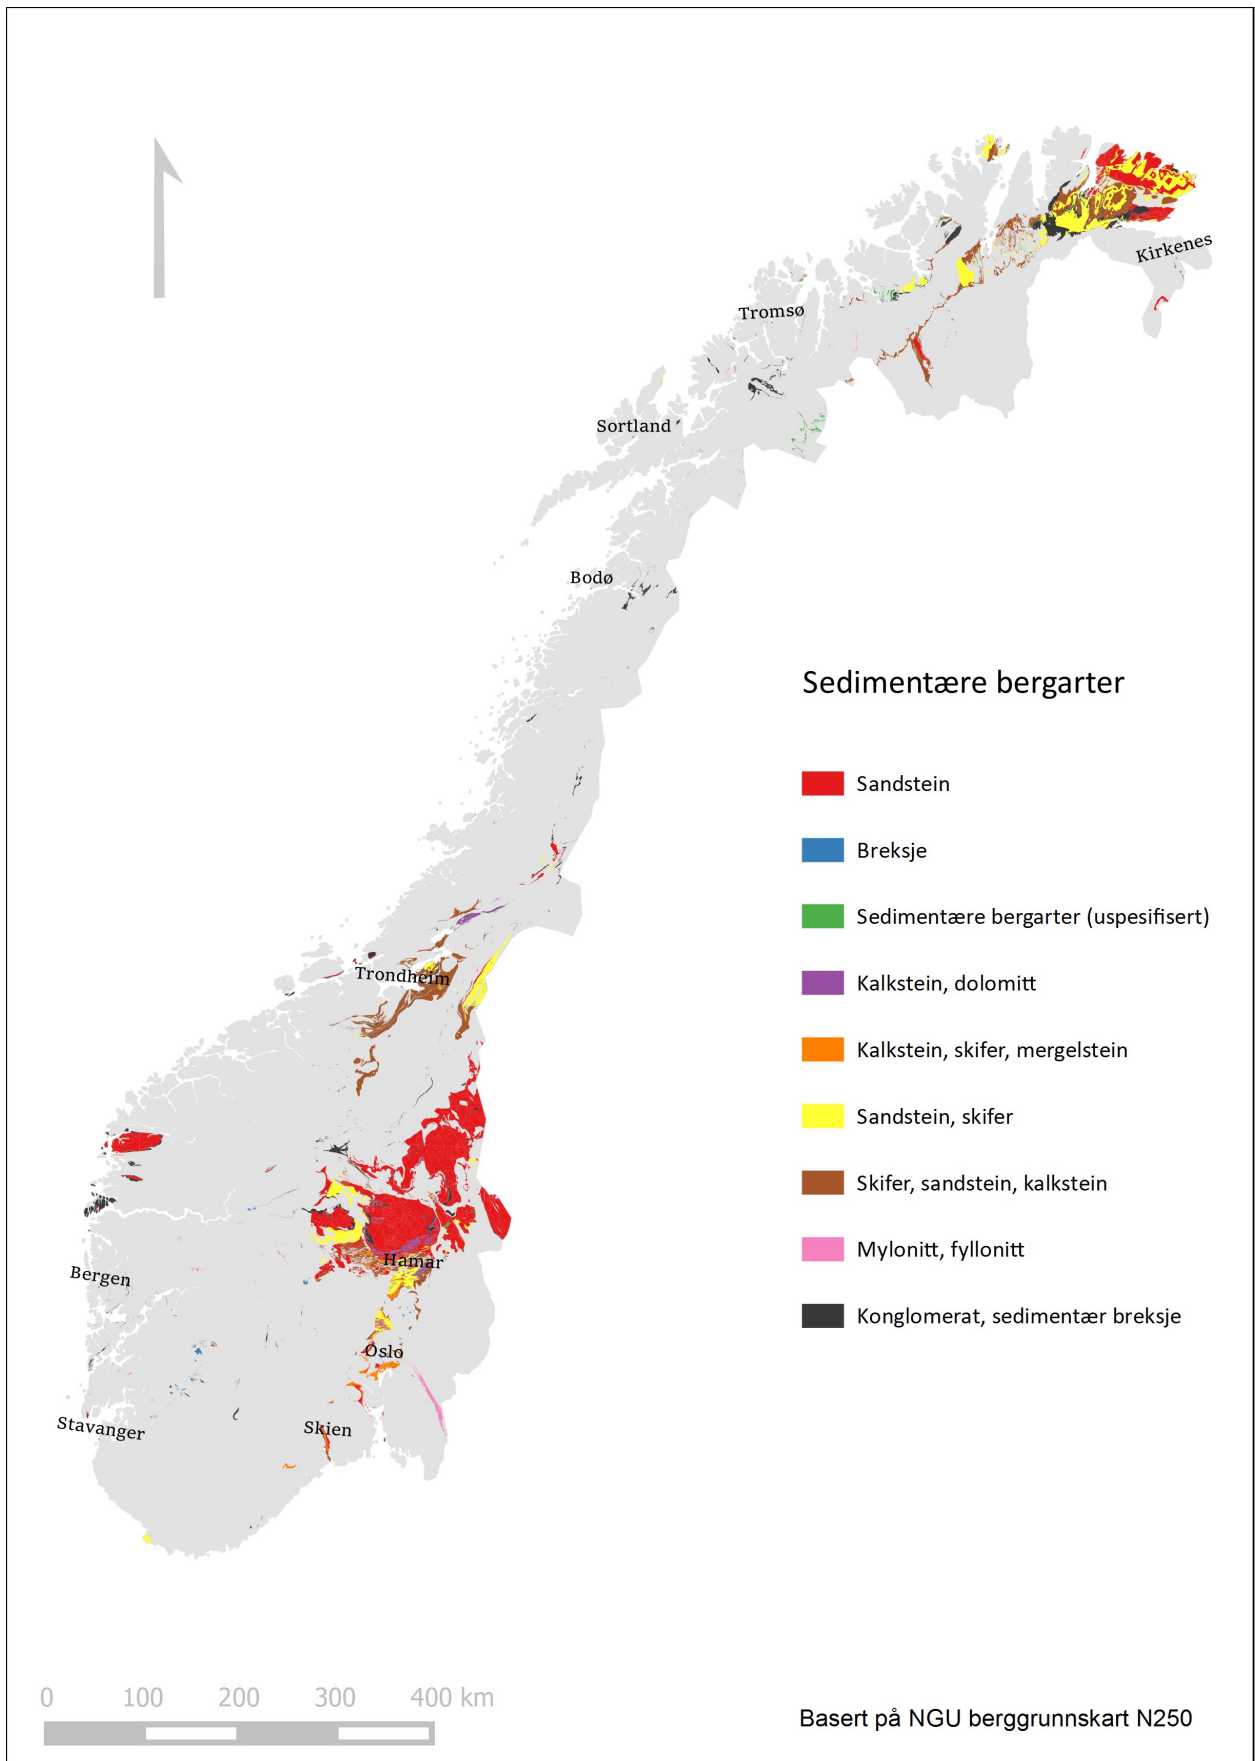 Kirkenes
Tromsø
Sortland
Bodø
Sedimentære bergarter
Sandstein
Breksje
Sedimentære bergarter (uspesifisert)
Kalkstein, dolomitt
Kalkstein, skifer, mergelstein
Sandstein, skifer
Skifer, sandstein, kalkstein
Mylonitt, fyllonitt
Konglomerat, sedimentær breksje
Trondheim
Hamar
Bergen
Oslo
Stavanger
Skien
0 100 200 300 400 km
Basert på NGU berggrunnskart N250